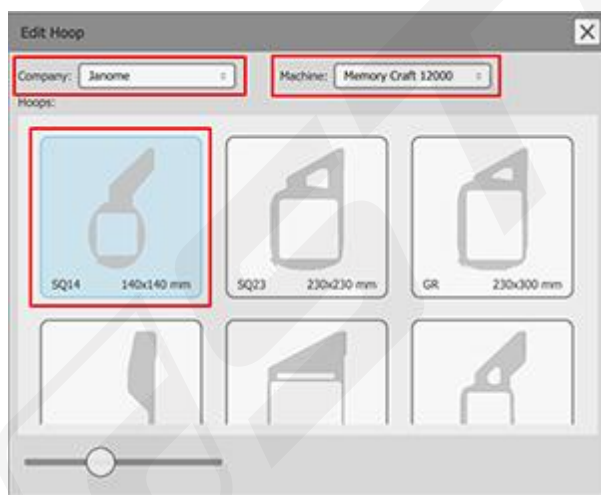 Edit Hoop
Company: Janome Machine: Memory Craft 12000
Hoops:
SQ14 140x140 mm SQ23 230x230 mm GR 230x300 mm